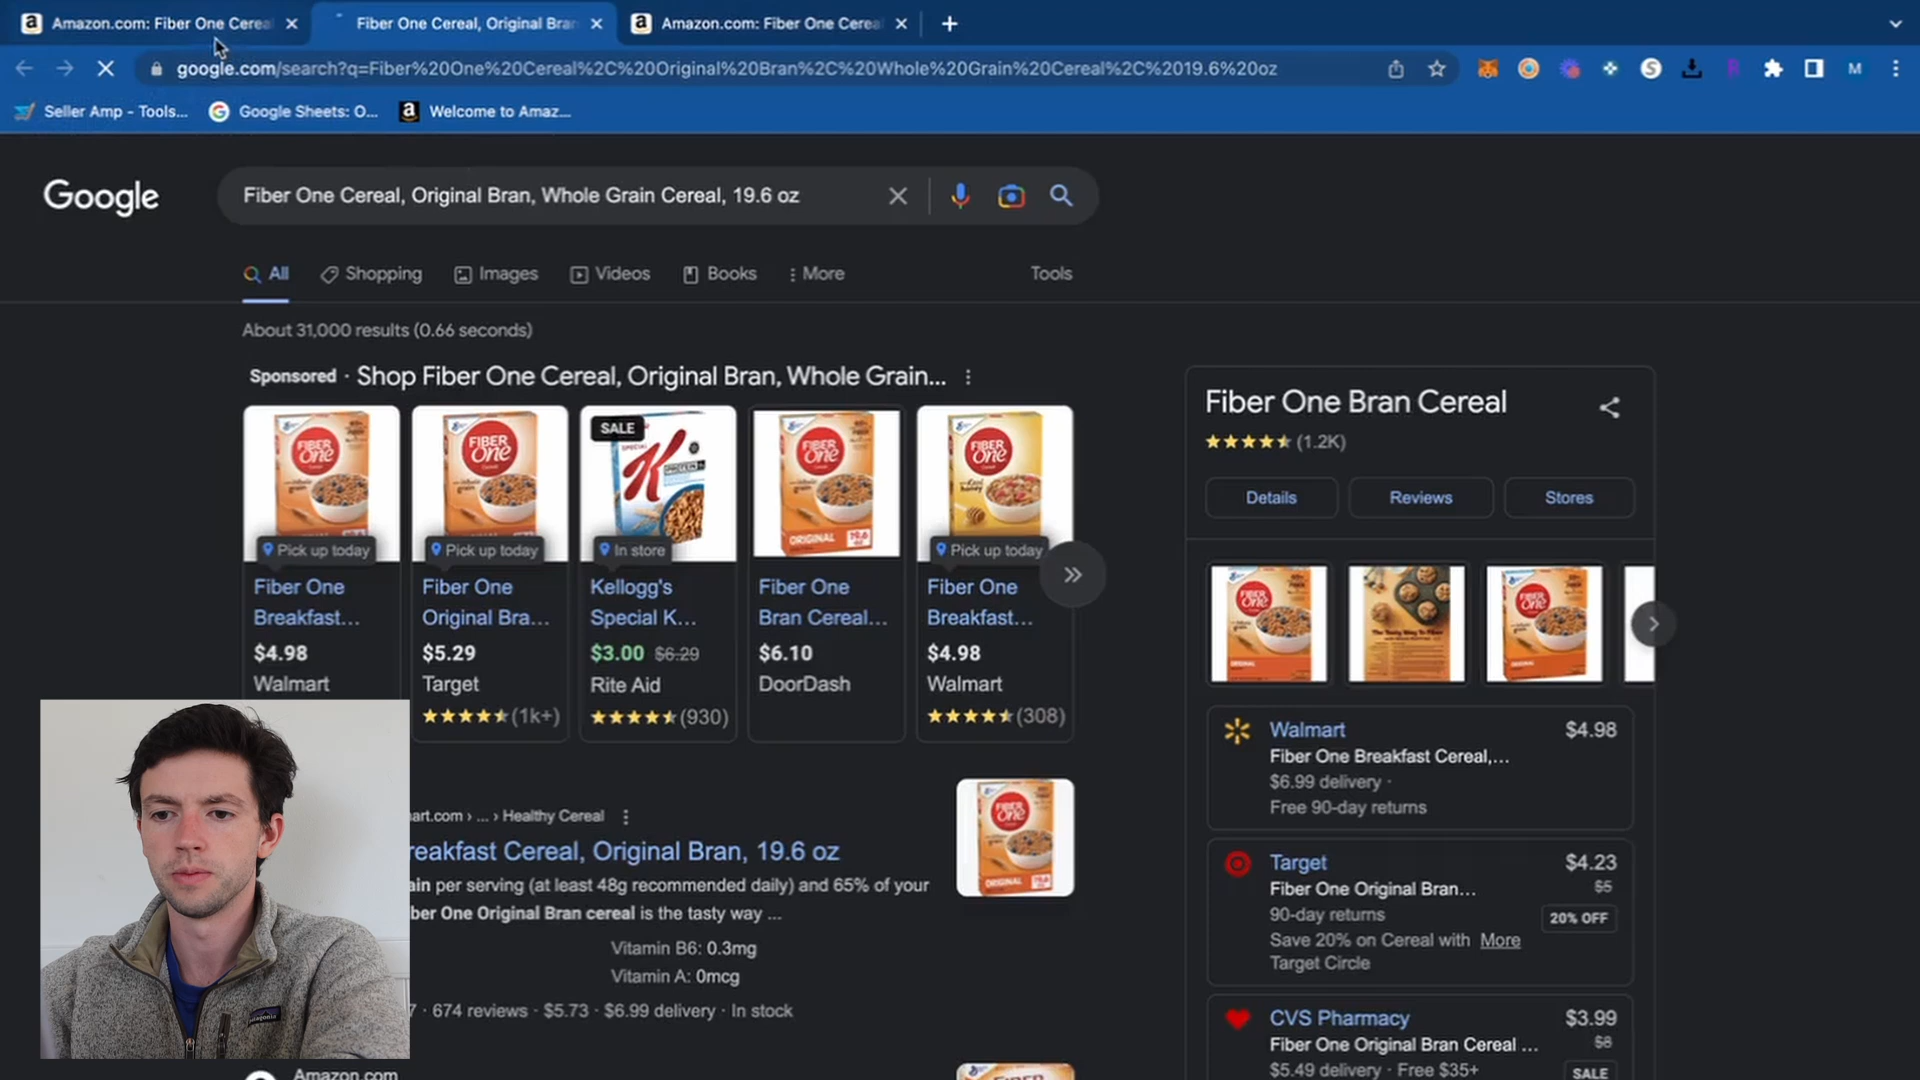 Amazon.com: Fiber One Cerea
Fiber One Cereal, Original Bran
Amazon.com: Fiber One Cereal
google.com/search?q=Fiber%20One%20Cereal%2C%20Original%20Bran%2C%20Whole%20Grain%20Cereal%2C%2019.6%20oz
M
Seller Amp - Tools...
Google Sheets: O...
Welcome to Amaz...
Google
Fiber One Cereal, Original Bran, Whole Grain Cereal, 19.6 oz
All
Shopping
Images
Videos
Books
More
Tools
About 31,000 results (0.66 seconds)
Sponsored · Shop Fiber One Cereal, Original Bran, Whole Grain...
SALE
Pick up today
Pick up today
In store
Pick up today
Fiber One Breakfast...
$4.98
Walmart
Fiber One Original Bra...
$5.29
Target
(1k+)
Kellogg's Special K...
$3.00 $6.29
Rite Aid
(930)
Fiber One Bran Cereal...
$6.10
DoorDash
Fiber One Breakfast...
$4.98
Walmart
(308)
art.com › ... › Healthy Cereal
reakfast Cereal, Original Bran, 19.6 oz
ain per serving (at least 48g recommended daily) and 65% of your
ber One Original Bran cereal is the tasty way ...
Vitamin B6: 0.3mg
Vitamin A: 0mcg
7 · 674 reviews · $5.73 · $6.99 delivery · In stock
Amazon.com
Fiber One Bran Cereal
(1.2K)
Details
Reviews
Stores
Walmart
$4.98
Fiber One Breakfast Cereal,...
$6.99 delivery ·
Free 90-day returns
Target
$4.23
Fiber One Original Bran...
$5
90-day returns
20% OFF
Save 20% on Cereal with More
Target Circle
CVS Pharmacy
$3.99
Fiber One Original Bran Cereal ...
$8
$5.49 delivery · Free $35+
SALE
patagonia